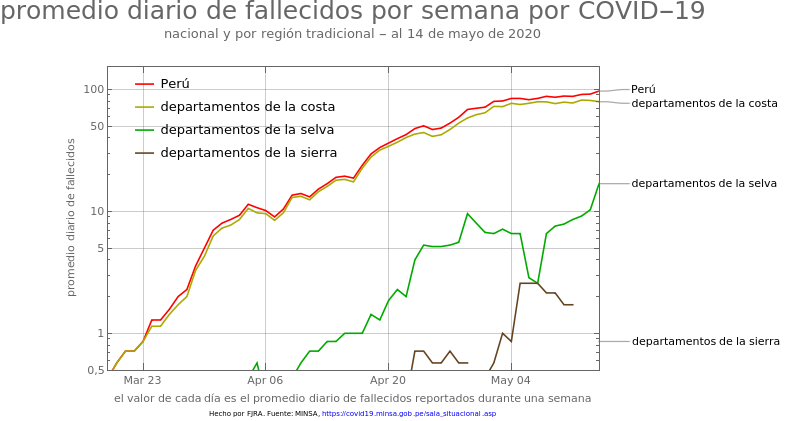 promedio diario de fallecidos por semana por COVID−19
nacional y por región tradicional − al 14 de mayo de 2020
promedio diario de fallecidos
100
50
10
5
1
0,5
Perú
departamentos de la costa
departamentos de la selva
departamentos de la sierra
Perú
departamentos de la costa
departamentos de la selva
departamentos de la sierra
Mar 23
Apr 06
Apr 20
May 04
el valor de cada día es el promedio diario de fallecidos reportados durante una semana
Hecho por FJRA. Fuente: MINSA, https://covid19.minsa.gob.pe/sala_situacional .asp